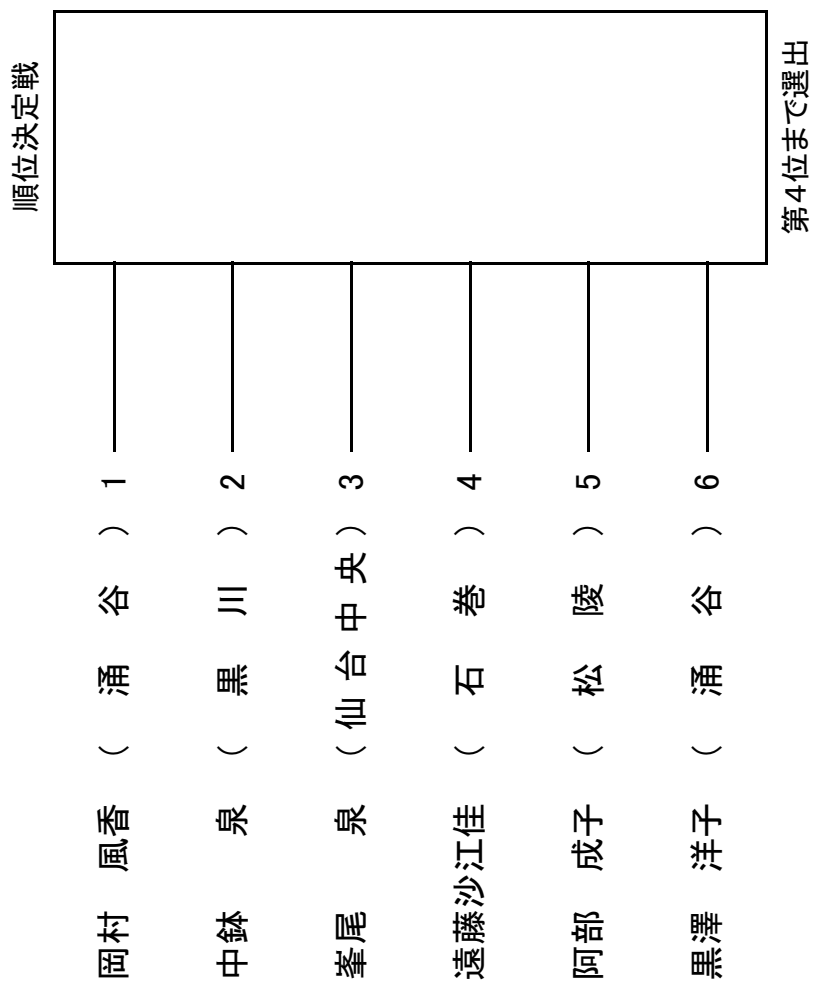 順位決定戦
第4位まで選出
岡村 風香 ( 涌 谷 ) 1
中鉢 泉 ( 黒 川 ) 2
峯尾 泉 ( 仙 台 中 央 ) 3
遠藤沙江佳 ( 石 巻 ) 4
阿部 成子 ( 松 陵 ) 5
黒澤 洋子 ( 涌 谷 ) 6